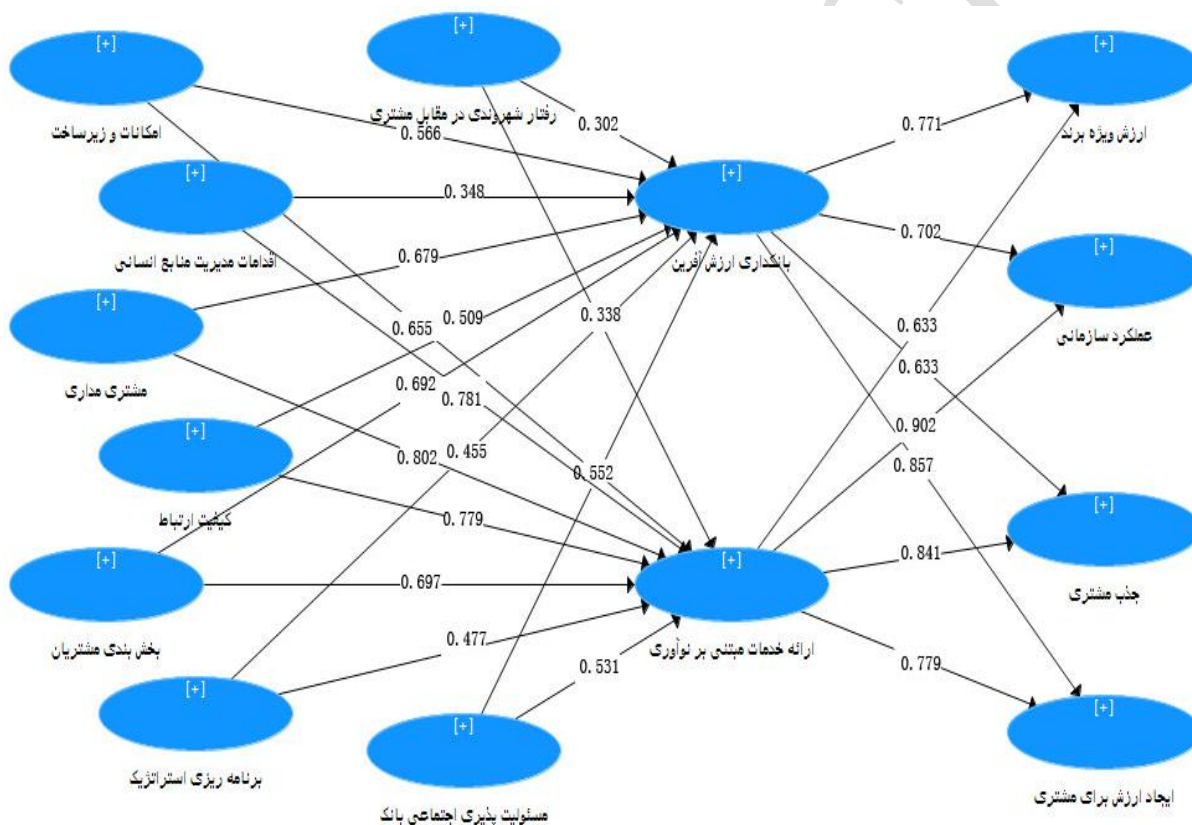 [+]
[+]
[+]
امکانات و زیرساخت
رفتار شهروندی در مقابل مشتری
ارزش ویژه برند
0.566
0.302
0.771
[+]
[+]
0.348
اقدامات مدیریت منابع انسانی
بانکداری ارزش آفرین
0.702
[+]
عملکرد سازمانی
0.679
[+]
مشتری مداری
0.655
0.509
0.338
0.633
0.633
0.692
0.781
0.902
[+]
کیفیت ارتباط
0.802
0.455
0.552
0.857
0.779
[+]
جذب مشتری
[+]
بخش بندی مشتریان
0.697
[+]
ارائه خدمات مبتنی بر نوآوری
0.841
0.477
0.531
0.779
[+]
برنامه ریزی استراتژیک
[+]
مسئولیت پذیری اجتماعی بانک
[+]
ایجاد ارزش برای مشتری